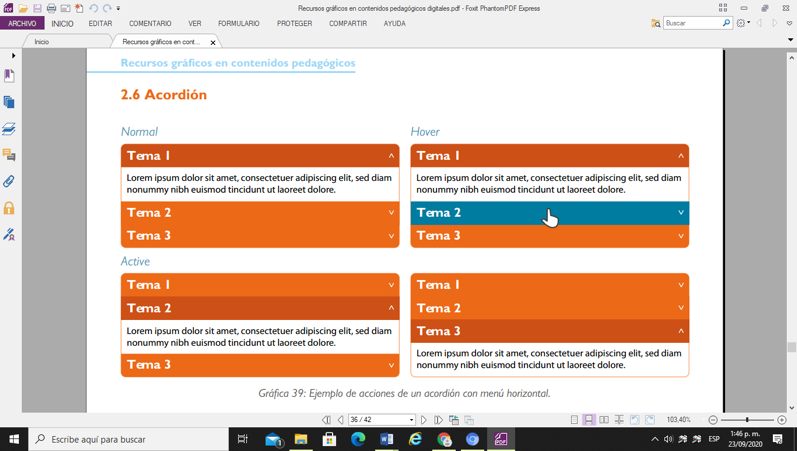 Recursos gráficos en contenidos pedagógicos digitales.pdf - Foxit PhantomPDF Express
ARCHIVO INICIO EDITAR COMENTARIO VER FORMULARIO PROTEGER COMPARTIR AYUDA
Buscar
Inicio
Recursos gráficos en cont...
Recursos gráficos en contenidos pedagógicos
2.6 Acordión
Normal
Tema 1
Lorem ipsum dolor sit amet, consectetuer adipiscing elit, sed diam
nonummy nibh euismod tincidunt ut laoreet dolore.
Tema 2
Tema 3
Hover
Tema 1
Lorem ipsum dolor sit amet, consectetuer adipiscing elit, sed diam
nonummy nibh euismod tincidunt ut laoreet dolore.
Tema 2
Tema 3
Active
Tema 1
Tema 2
Lorem ipsum dolor sit amet, consectetuer adipiscing elit, sed diam
nonummy nibh euismod tincidunt ut laoreet dolore.
Tema 3
Tema 1
Tema 2
Tema 3
Lorem ipsum dolor sit amet, consectetuer adipiscing elit, sed diam
nonummy nibh euismod tincidunt ut laoreet dolore.
Gráfica 39: Ejemplo de acciones de un acordión con menú horizontal.
36 / 42
103,40%
Escribe aquí para buscar
ESP
1:46 p. m.
23/09/2020